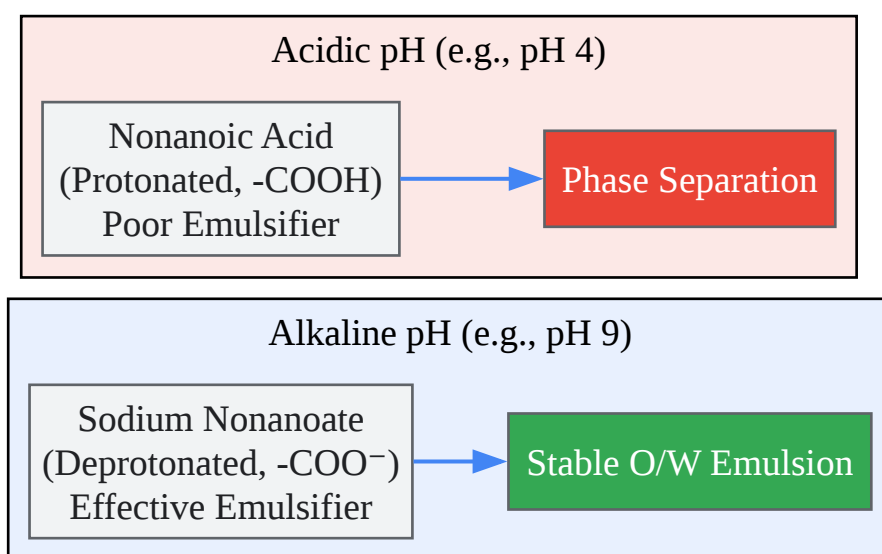 Acidic pH (e.g., pH 4)
Nonanoic Acid
(Protonated, -COOH)
Poor Emulsifier
Phase Separation
Alkaline pH (e.g., pH 9)
Sodium Nonanoate
(Deprotonated, -COO⁻)
Effective Emulsifier
Stable O/W Emulsion